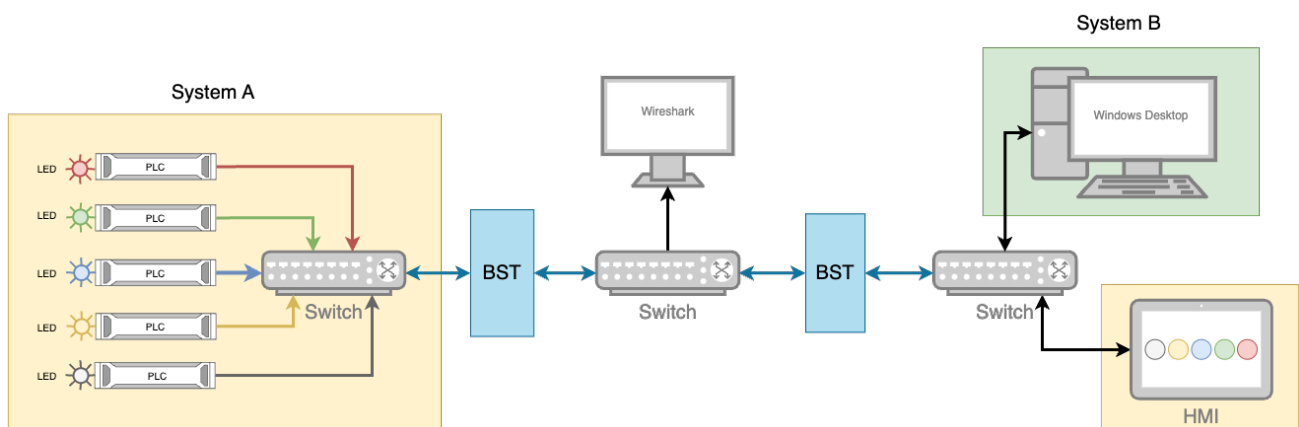 System A
LED
PLC
LED
PLC
LED
PLC
LED
PLC
LED
PLC
Switch
BST
Wireshark
Switch
BST
System B
Windows Desktop
Switch
HMI